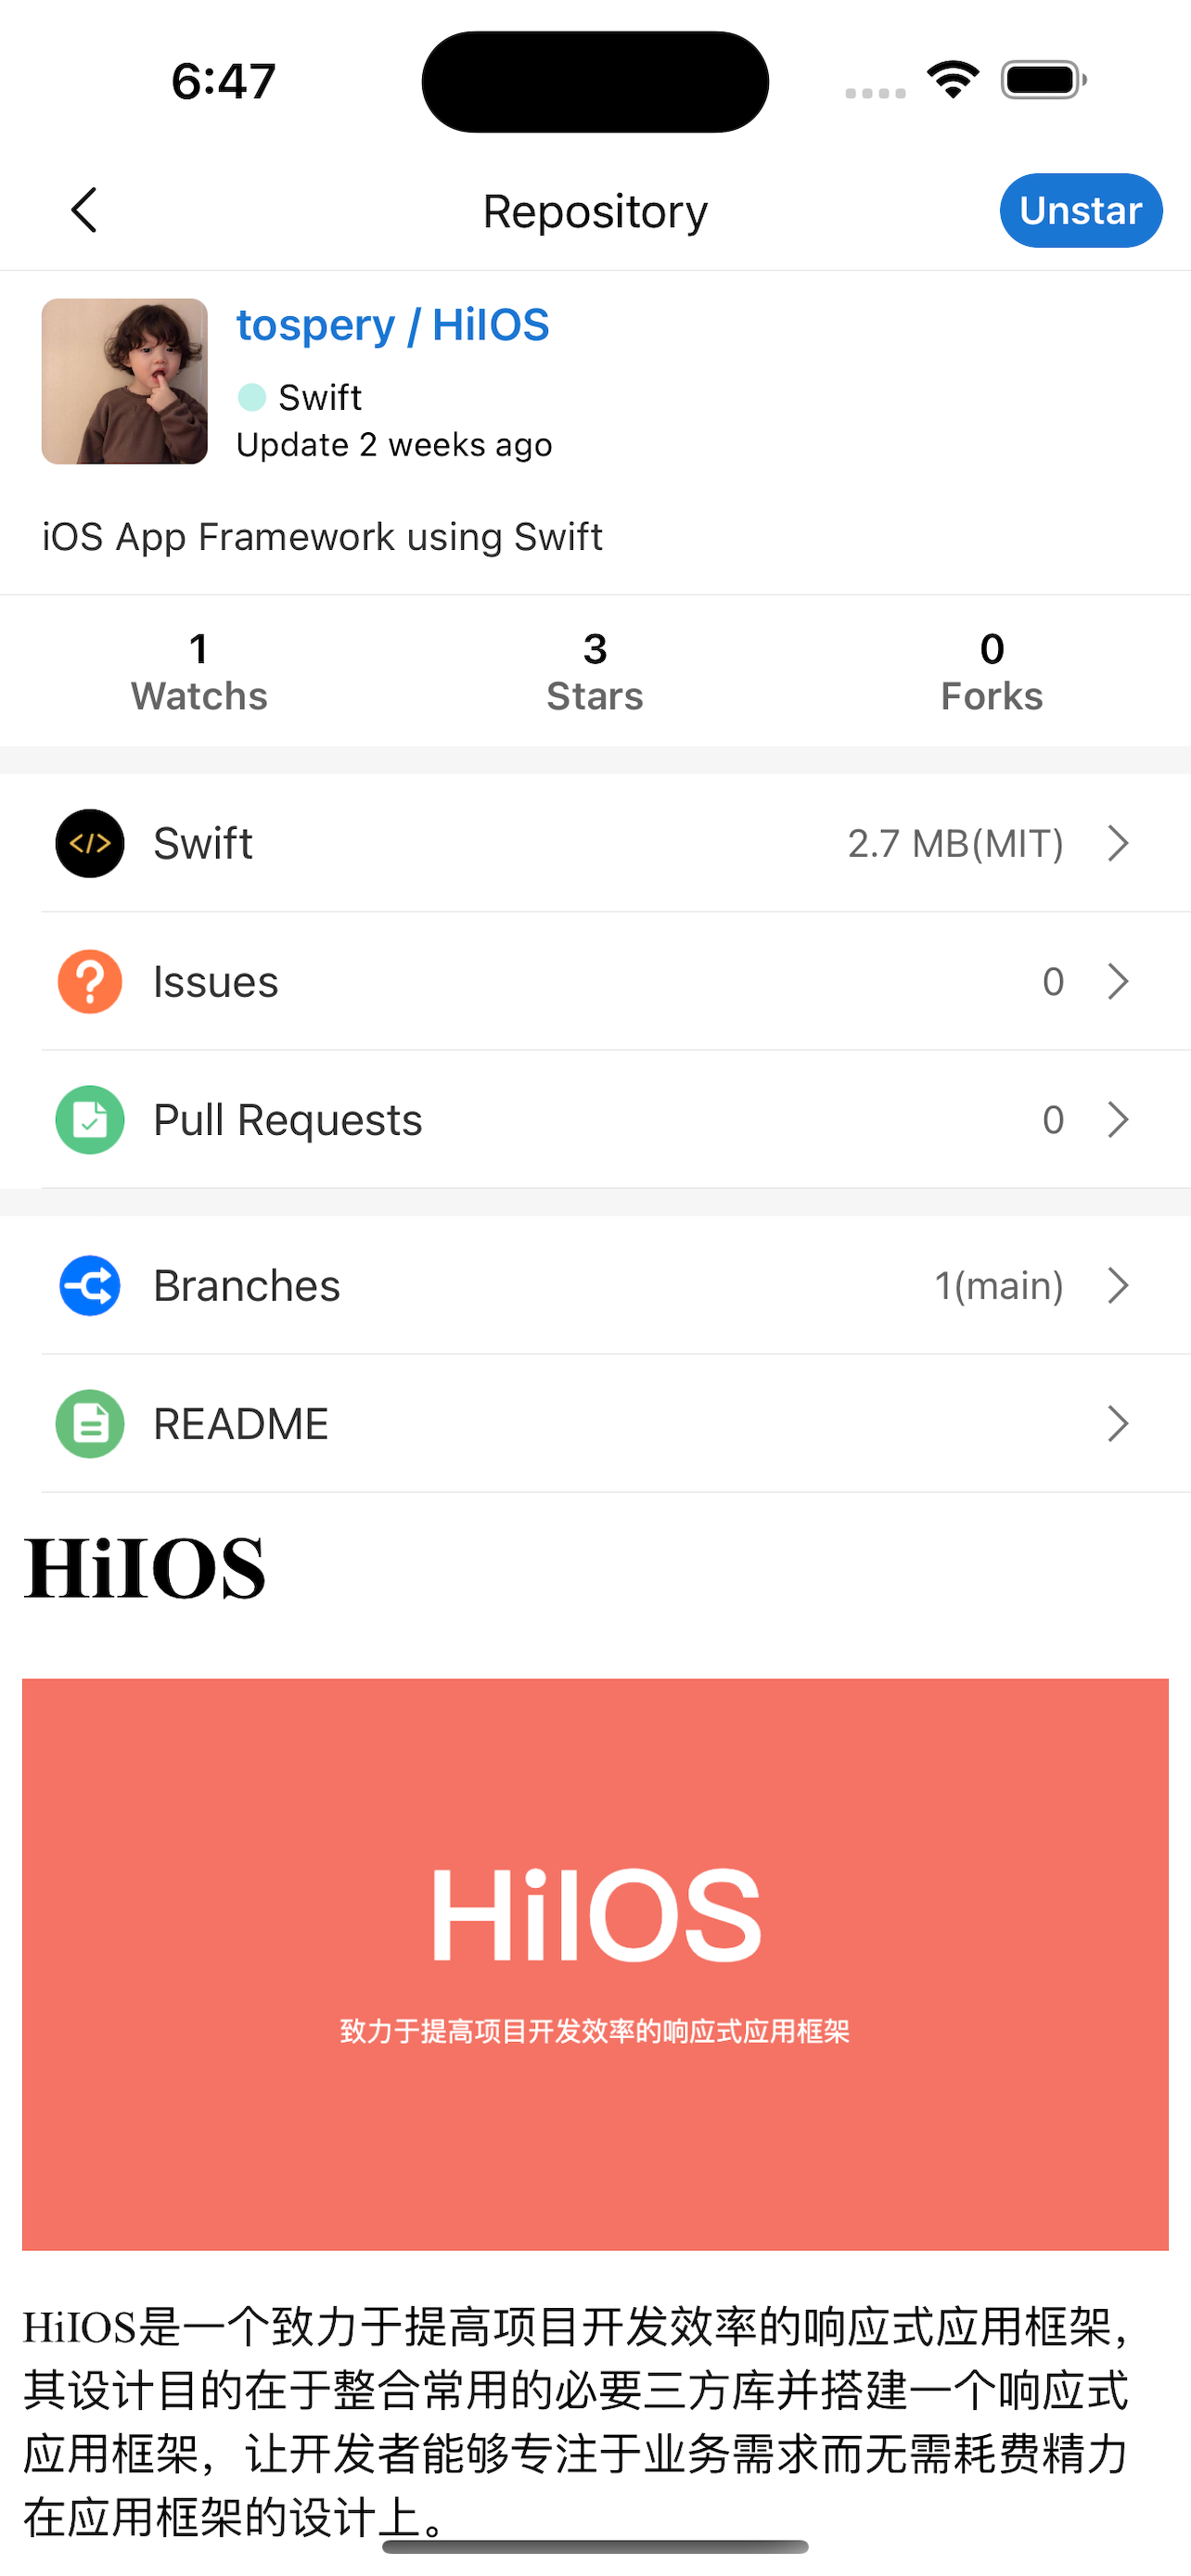 6:47
Repository
Unstar
tospery / HiIOS
Swift
Update 2 weeks ago
iOS App Framework using Swift
1
Watchs
3
Stars
0
Forks
</>
Swift
2.7 MB(MIT)
Issues
0
Pull Requests
0
Branches
1(main)
README
HiIOS
HiIOS
致力于提高项目开发效率的响应式应用框架
HiIOS是一个致力于提高项目开发效率的响应式应用框架,
其设计目的在于整合常用的必要三方库并搭建一个响应式
应用框架，让开发者能够专注于业务需求而无需耗费精力
在应用框架的设计上。